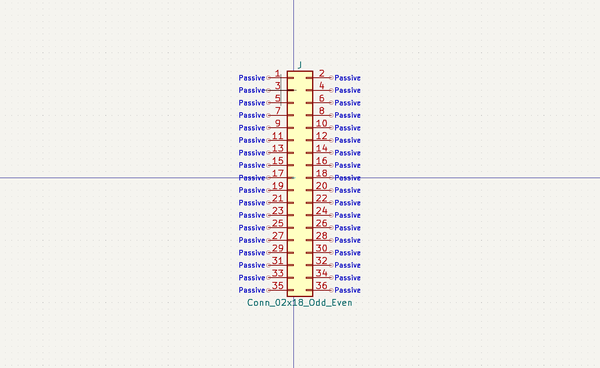 J
Passive 1 2 Passive
Passive 3 4 Passive
Passive 5 6 Passive
Passive 7 8 Passive
Passive 9 10 Passive
Passive 11 12 Passive
Passive 13 14 Passive
Passive 15 16 Passive
Passive 17 18 Passive
Passive 19 20 Passive
Passive 21 22 Passive
Passive 23 24 Passive
Passive 25 26 Passive
Passive 27 28 Passive
Passive 29 30 Passive
Passive 31 32 Passive
Passive 33 34 Passive
Passive 35 36 Passive
Conn_02x18_Odd_Even